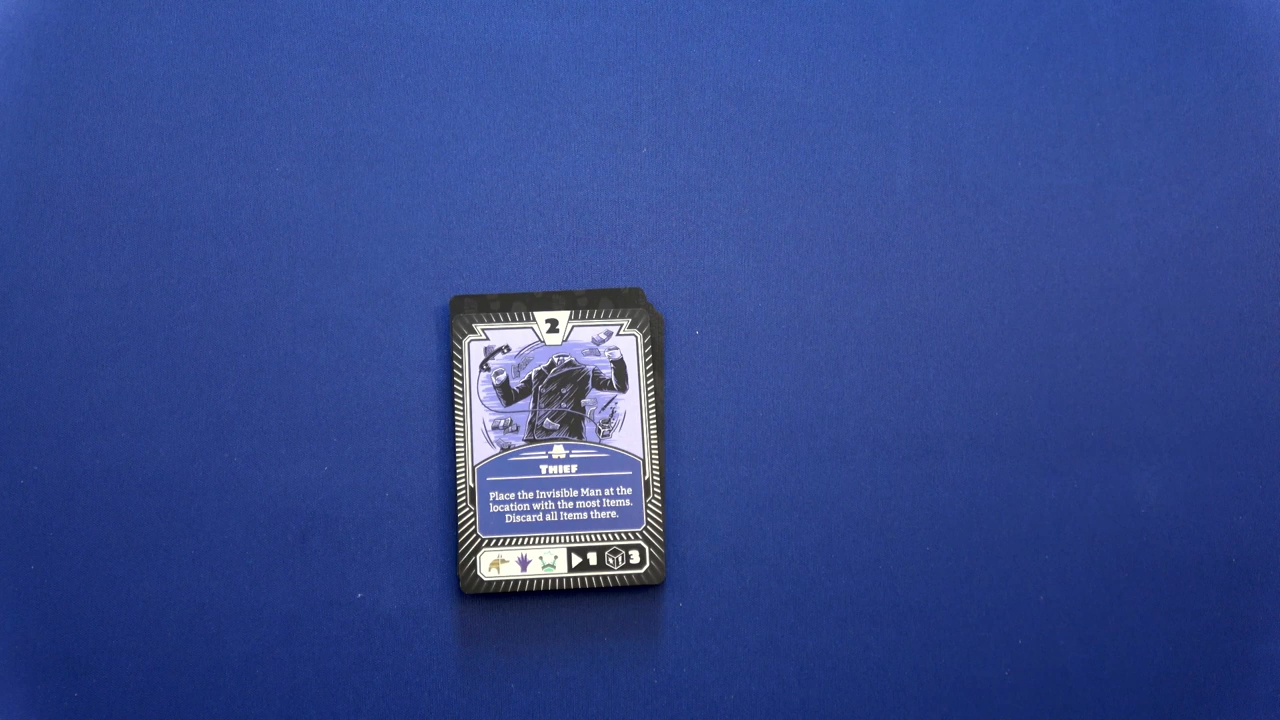 2
THIEF
Place the Invisible Man at the
location with the most Items.
Discard all Items there.
1 3